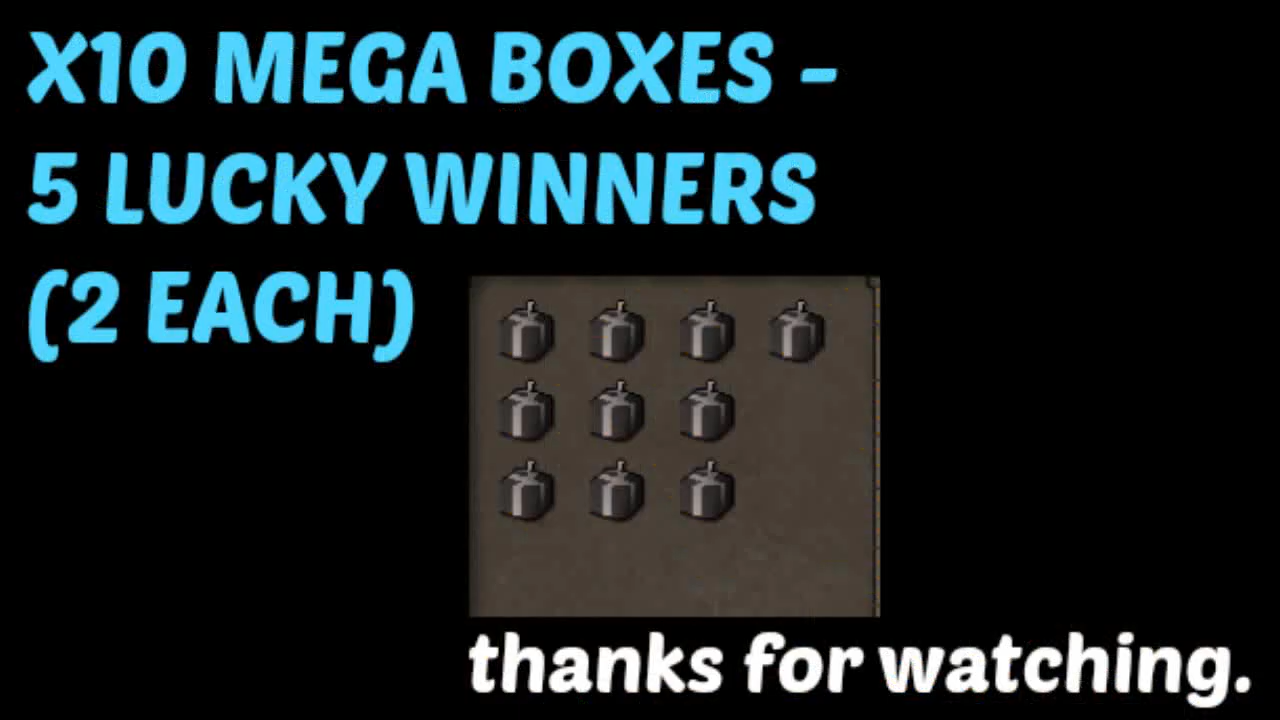 X10 MEGA BOXES -
5 LUCKY WINNERS
(2 EACH)
thanks for watching.